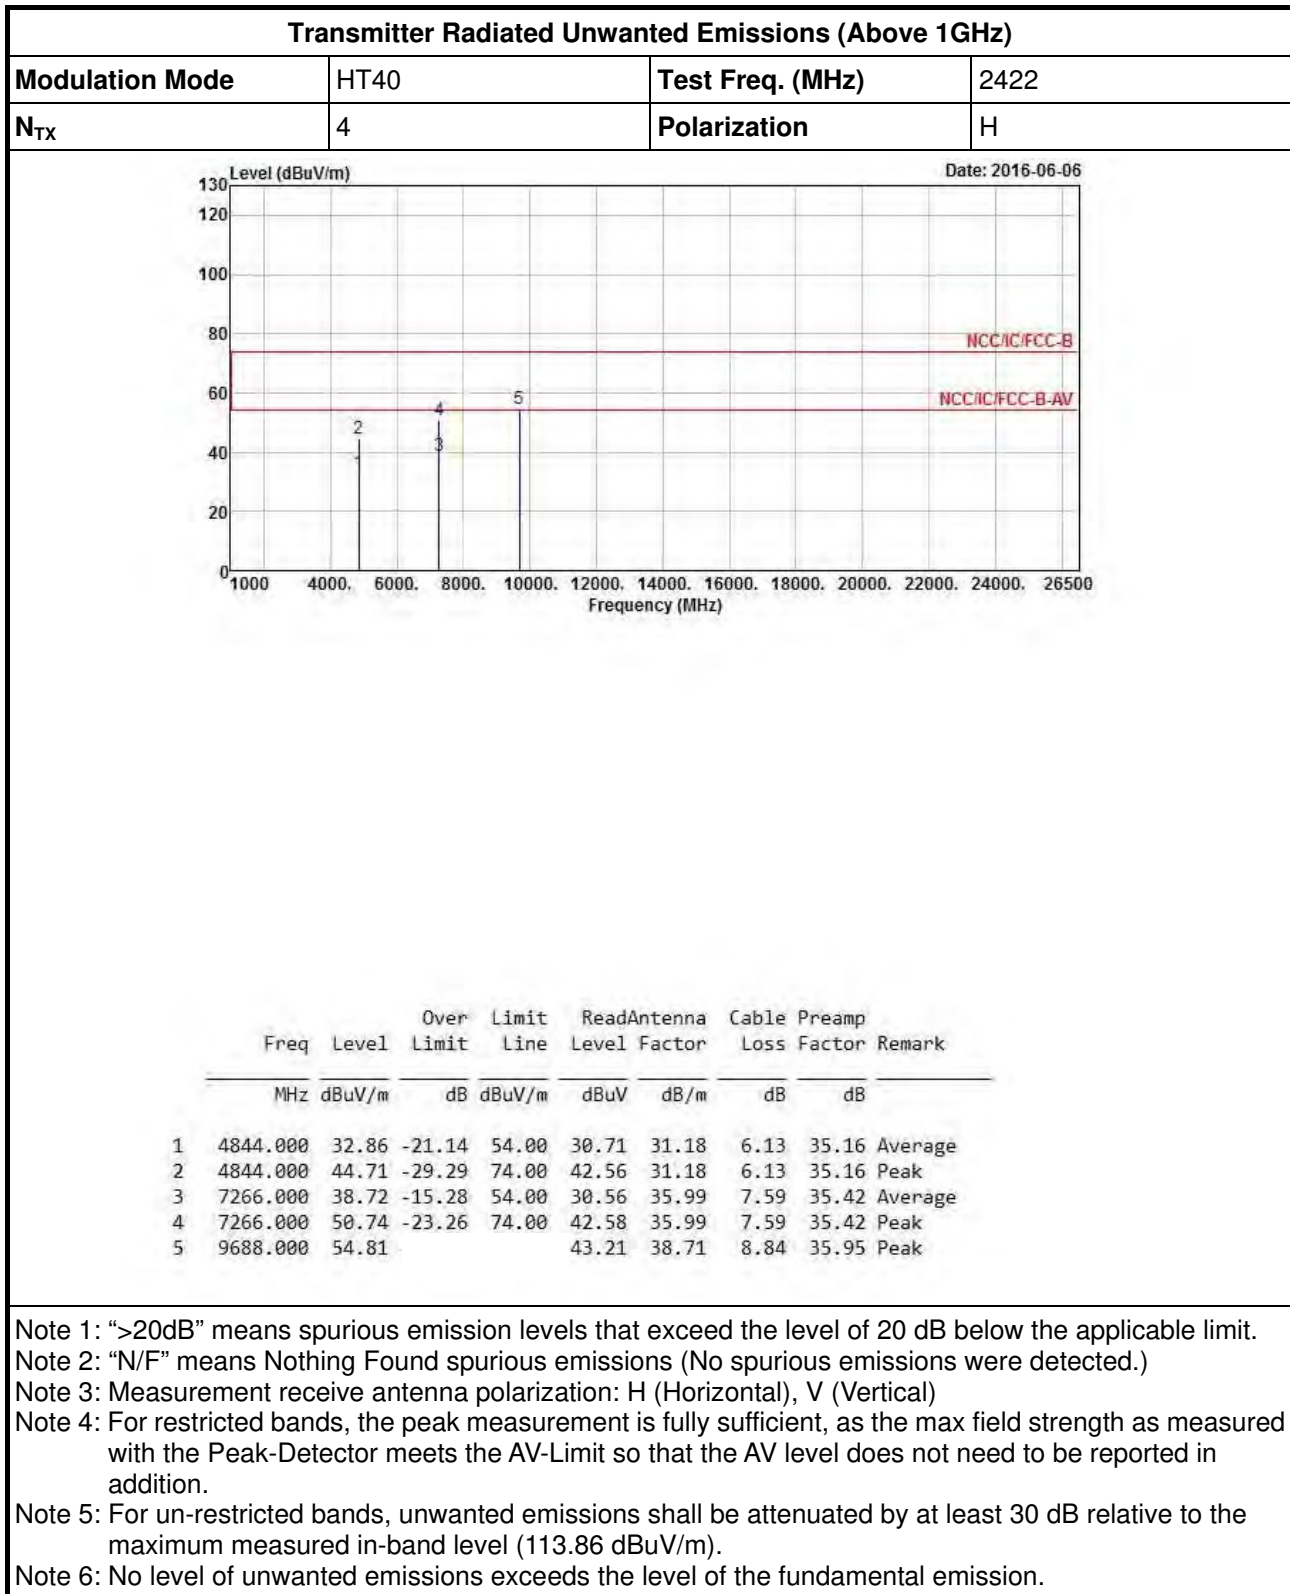 Transmitter Radiated Unwanted Emissions (Above 1GHz)
Modulation Mode HT40 Test Freq. (MHz) 2422
NTX 4 Polarization H
Level (dBuV/m) Date: 2016-06-06
130
120
100
80
NCC/IC/FCC-B
60
NCC/IC/FCC-B-AV
5
4
2
3
40
1
20
0
1000 4000. 6000. 8000. 10000. 12000. 14000. 16000. 18000. 20000. 22000. 24000. 26500
Frequency (MHz)
Over Limit ReadAntenna Cable Preamp
Freq Level Limit Line Level Factor Loss Factor Remark
MHz dBuV/m dB dBuV/m dBuV dB/m dB dB
1 4844.000 32.86 -21.14 54.00 30.71 31.18 6.13 35.16 Average
2 4844.000 44.71 -29.29 74.00 42.56 31.18 6.13 35.16 Peak
3 7266.000 38.72 -15.28 54.00 30.56 35.99 7.59 35.42 Average
4 7266.000 50.74 -23.26 74.00 42.58 35.99 7.59 35.42 Peak
5 9688.000 54.81 43.21 38.71 8.84 35.95 Peak
Note 1: “>20dB” means spurious emission levels that exceed the level of 20 dB below the applicable limit.
Note 2: “N/F” means Nothing Found spurious emissions (No spurious emissions were detected.)
Note 3: Measurement receive antenna polarization: H (Horizontal), V (Vertical)
Note 4: For restricted bands, the peak measurement is fully sufficient, as the max field strength as measured
with the Peak-Detector meets the AV-Limit so that the AV level does not need to be reported in
addition.
Note 5: For un-restricted bands, unwanted emissions shall be attenuated by at least 30 dB relative to the
maximum measured in-band level (113.86 dBuV/m).
Note 6: No level of unwanted emissions exceeds the level of the fundamental emission.